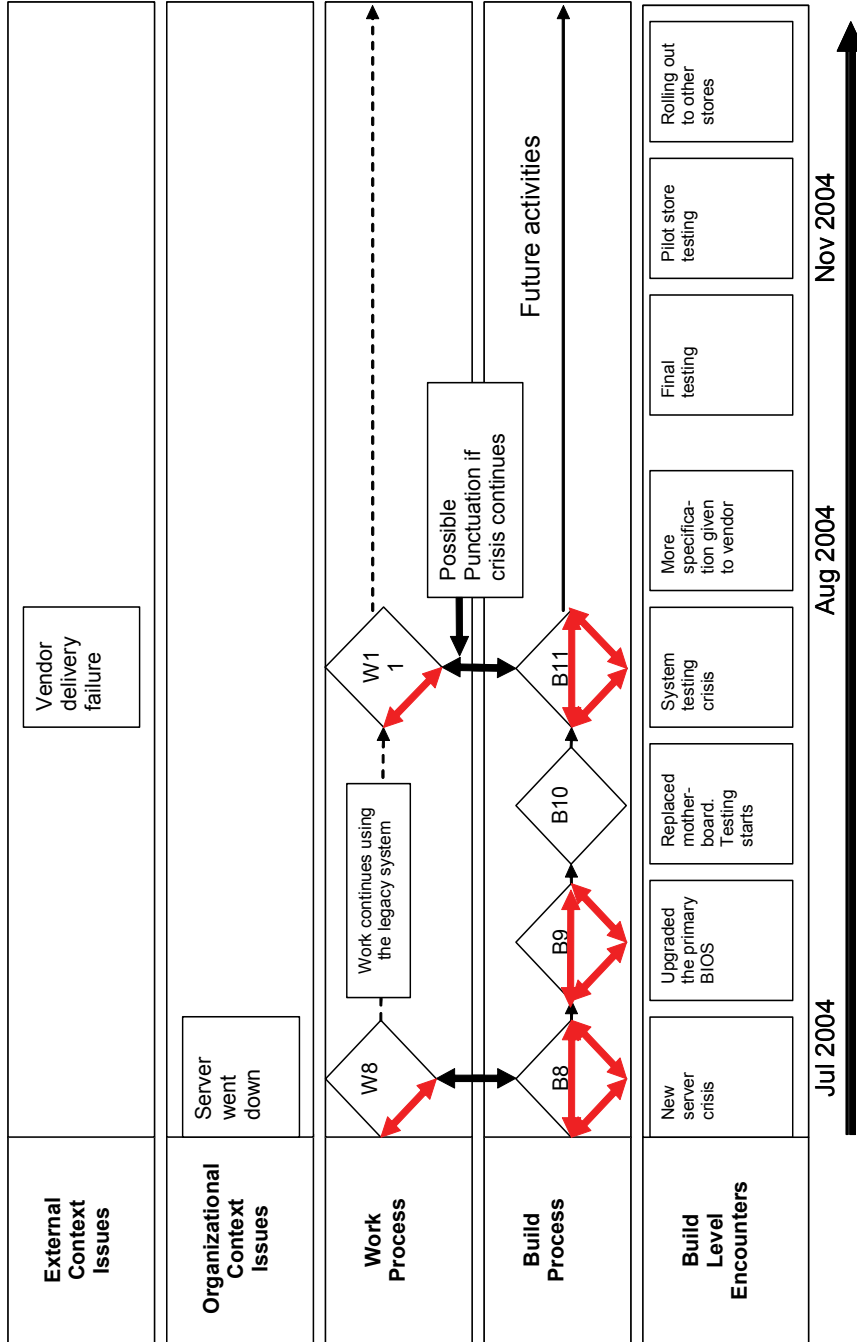 External
Context
Issues
Vendor
delivery
failure
Organizational
Context
Issues
Server
went
down
Work
Process
W8
Work continues using
the legacy system
W1
1
Possible
Punctuation if
crisis continues
Build
Process
B8
B9
B10
B11
Future activities
Build
Level
Encounters
New
server
crisis
Upgraded
the primary
BIOS
Replaced
mother-
board.
Testing
starts
System
testing
crisis
More
specifica-
tion given
to vendor
Final
testing
Pilot store
testing
Rolling out
to other
stores
Jul 2004
Aug 2004
Nov 2004